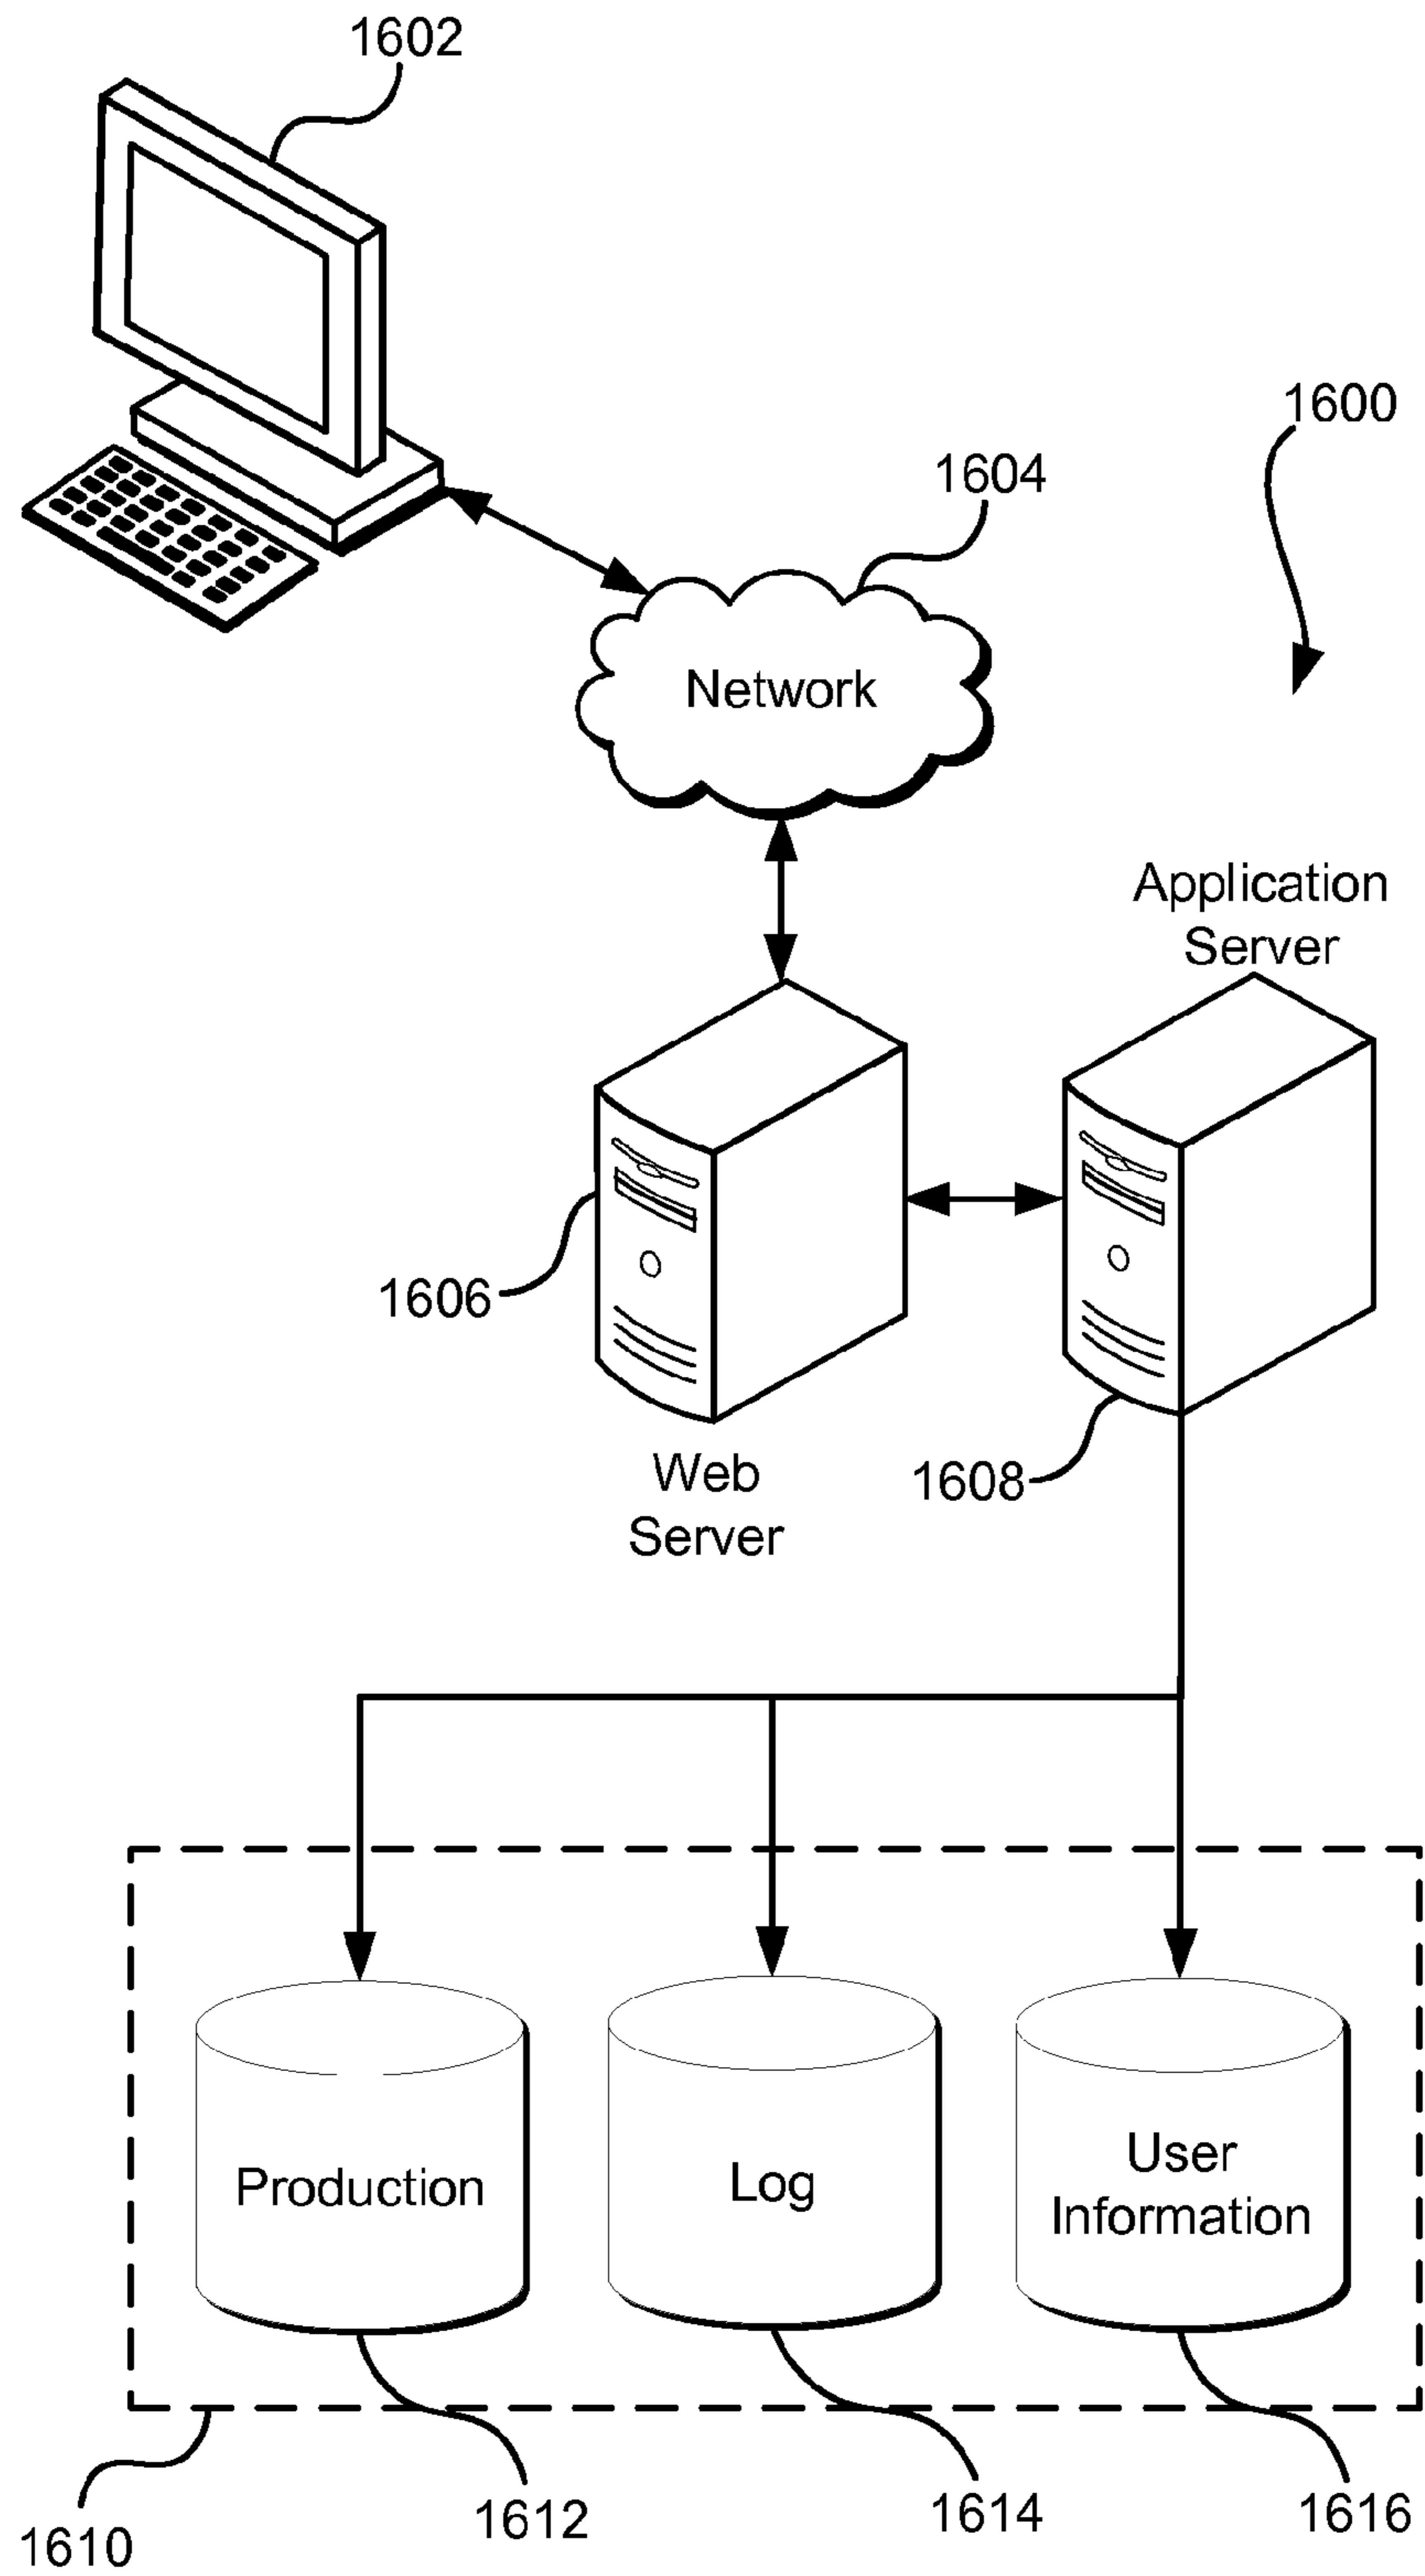 1602
1600
1604
Network
Application
Server
1606
Web
Server
1608
Production
Log
User
Information
1610
1612
1614
1616